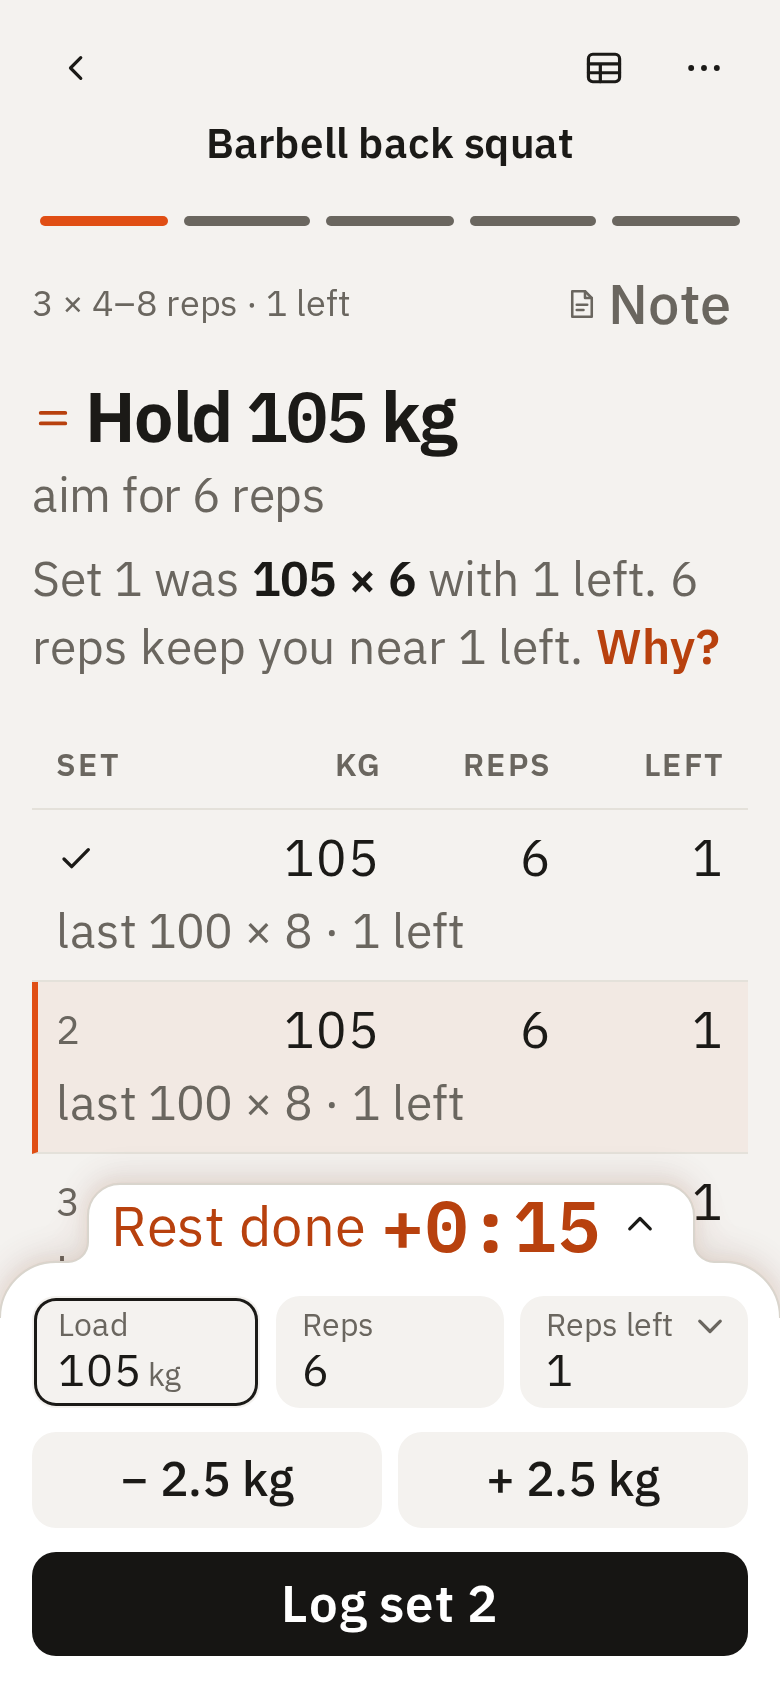 Barbell back squat
3 × 4–8 reps · 1 left
Note
= Hold 105 kg
aim for 6 reps
Set 1 was 105 × 6 with 1 left. 6
reps keep you near 1 left. Why?
SET KG REPS LEFT
105 6 1
last 100 × 8 · 1 left
2 105 6 1
last 100 × 8 · 1 left
3 1
Rest done +0:15
Load Reps Reps left
105 kg 6 1
− 2.5 kg + 2.5 kg
Log set 2